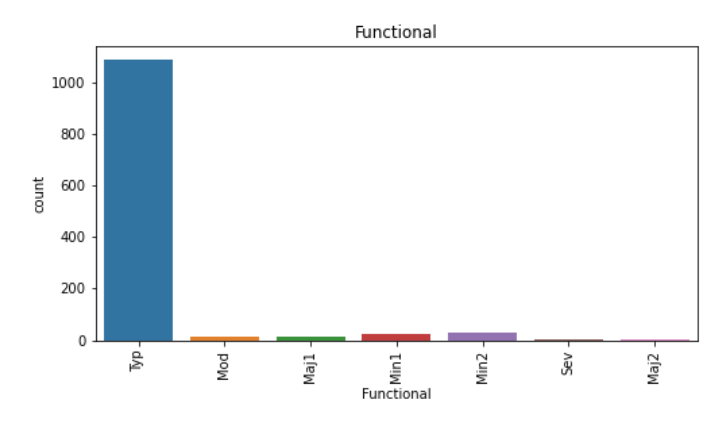 Functional
1000
800
600
400
200
0
count
Typ
Mod
Maj1
Min1
Min2
Sev
Maj2
Functional